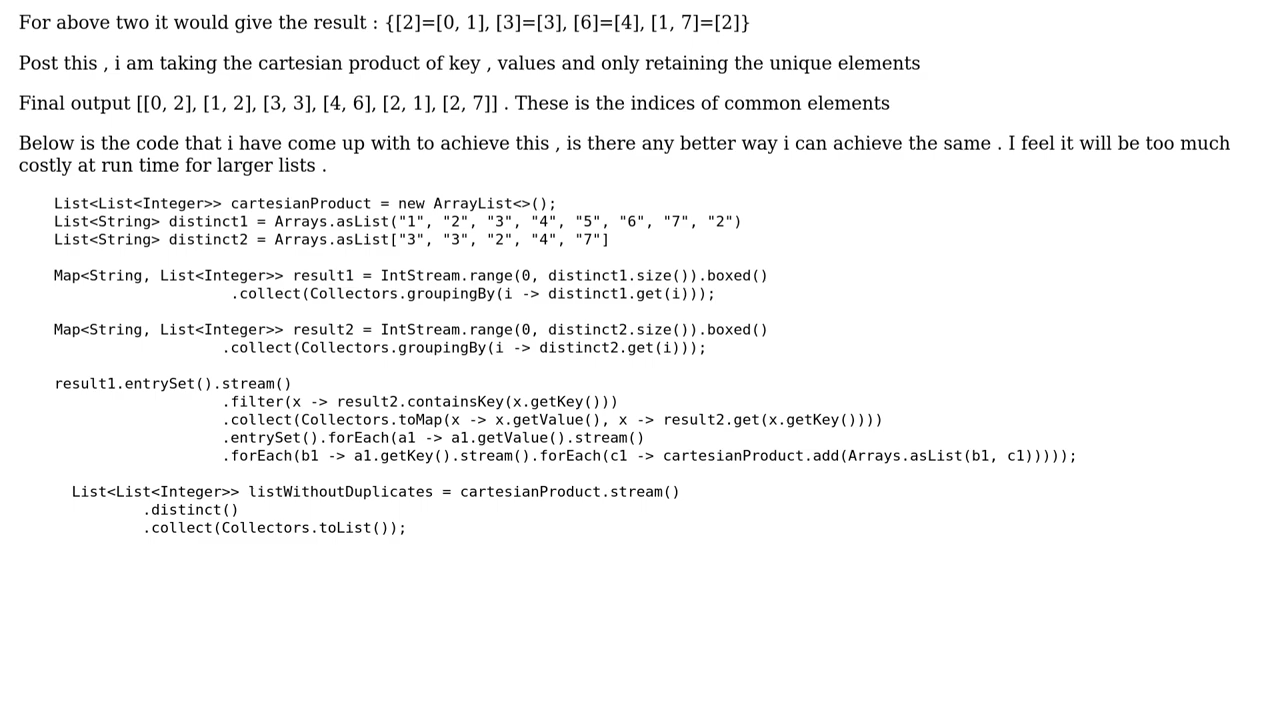 For above two it would give the result : {[2]=[0, 1], [3]=[3], [6]=[4], [1, 7]=[2]}
Post this , i am taking the cartesian product of key , values and only retaining the unique elements
Final output [[0, 2], [1, 2], [3, 3], [4, 6], [2, 1], [2, 7]] . These is the indices of common elements
Below is the code that i have come up with to achieve this , is there any better way i can achieve the same . I feel it will be too much
costly at run time for larger lists .
List<List<Integer>> cartesianProduct = new ArrayList<>();
List<String> distinct1 = Arrays.asList("1", "2", "3", "4", "5", "6", "7", "2")
List<String> distinct2 = Arrays.asList["3", "3", "2", "4", "7"]
Map<String, List<Integer>> result1 = IntStream.range(0, distinct1.size()).boxed()
.collect(Collectors.groupingBy(i -> distinct1.get(i)));
Map<String, List<Integer>> result2 = IntStream.range(0, distinct2.size()).boxed()
.collect(Collectors.groupingBy(i -> distinct2.get(i)));
result1.entrySet().stream()
.filter(x -> result2.containsKey(x.getKey()))
.collect(Collectors.toMap(x -> x.getValue(), x -> result2.get(x.getKey())))
.entrySet().forEach(a1 -> a1.getValue().stream()
.forEach(b1 -> a1.getKey().stream().forEach(c1 -> cartesianProduct.add(Arrays.asList(b1, c1)))));
List<List<Integer>> listWithoutDuplicates = cartesianProduct.stream()
.distinct()
.collect(Collectors.toList());